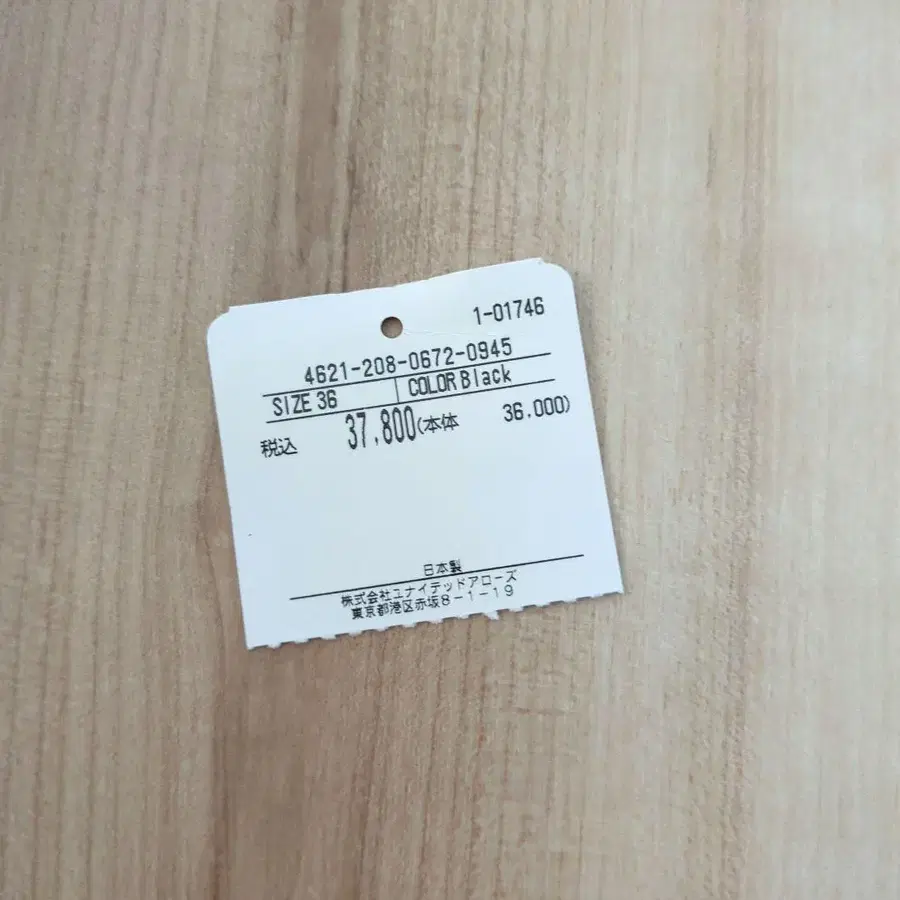 1-01746
4621-208-0672-0945
SIZE 36 COLOR Black
税込 37,800(本体 36,000)
日本製
株式会社ユナイテッドアローズ
東京都港区赤坂8-1-19